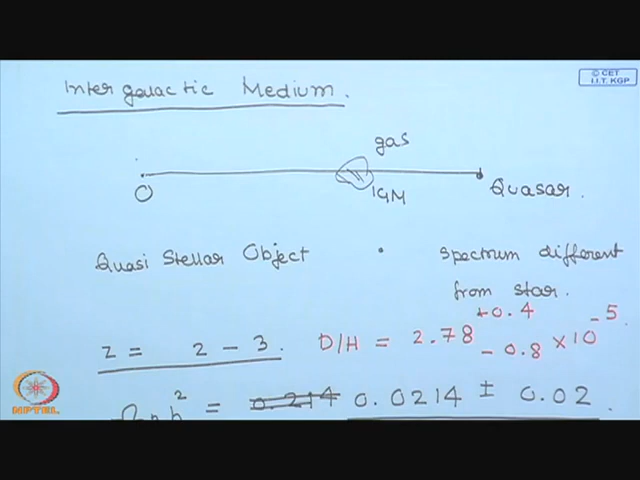 Intergalactic Medium.
© CET
I.I.T. KGP
gas
O
IGM
Quasar.
Quasi Stellar Object • spectrum different
from star.
z = 2 - 3 D/H = 2.78 +0.4 - 0.8 × 10 -5
h² = 0.214 0.0214 ± 0.02
NPTEL